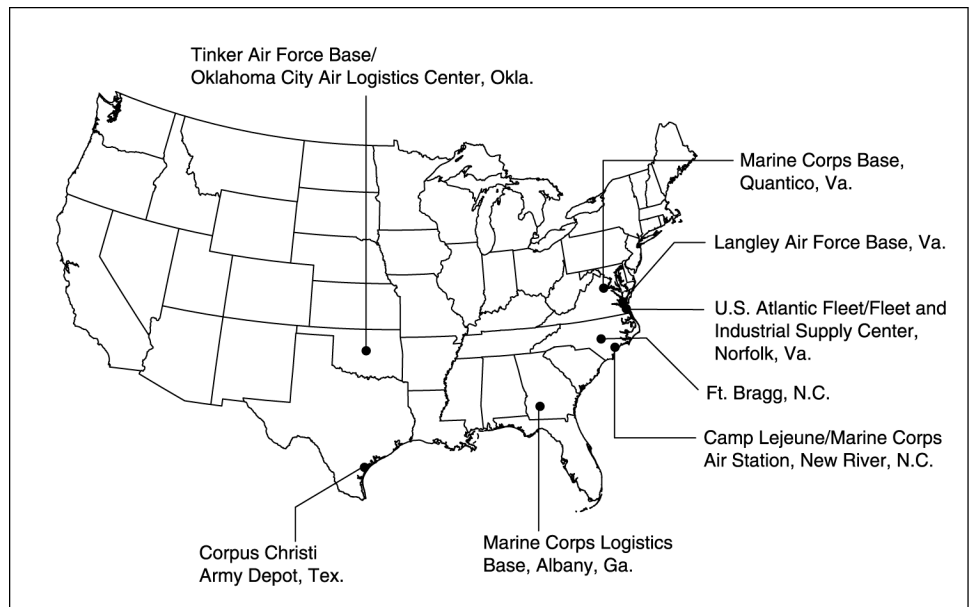 Tinker Air Force Base/
Oklahoma City Air Logistics Center, Okla.
Marine Corps Base,
Quantico, Va.
Langley Air Force Base, Va.
U.S. Atlantic Fleet/Fleet and
Industrial Supply Center,
Norfolk, Va.
Ft. Bragg, N.C.
Camp Lejeune/Marine Corps
Air Station, New River, N.C.
Marine Corps Logistics
Base, Albany, Ga.
Corpus Christi
Army Depot, Tex.